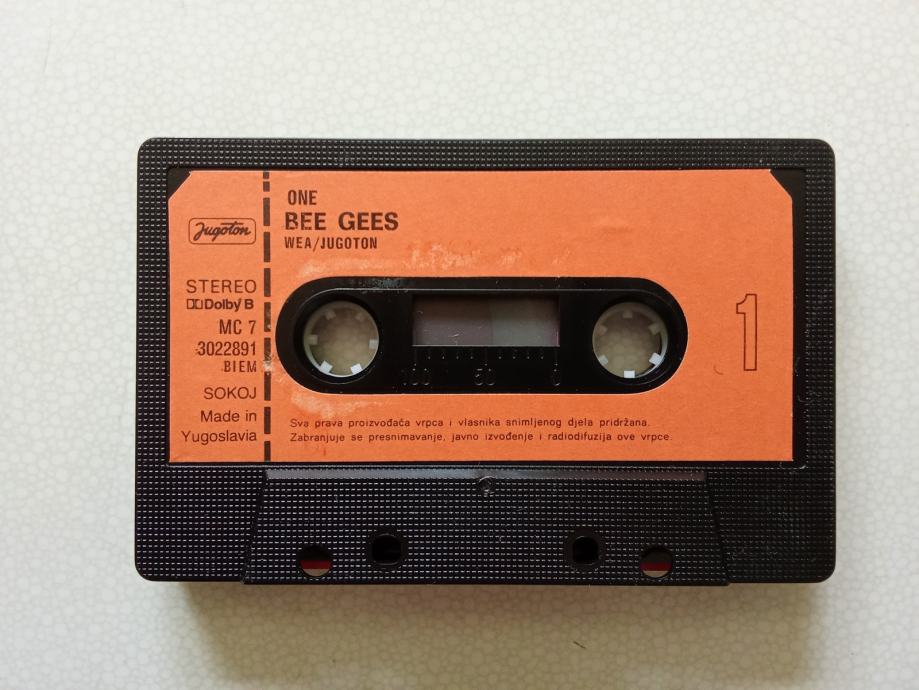 Jugoton
STEREO
Dolby B
MC 7
3022891
BIEM
SOKOJ
Made in
Yugoslavia
ONE
BEE GEES
WEA/JUGOTON
100 50 0
1
Sva prava proizvođača vrpca i vlasnika snimljenog djela pridržana.
Zabranjuje se presnimavanje, javno izvođenje i radiodifuzija ove vrpce.